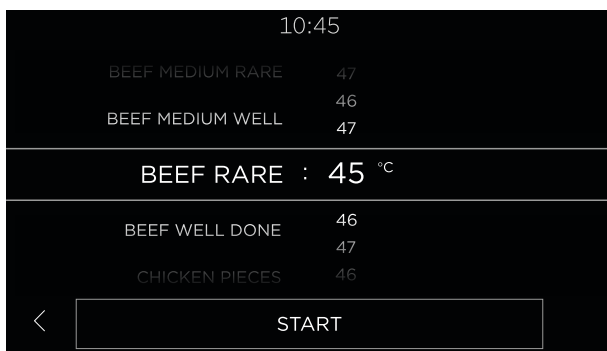 10:45
BEEF MEDIUM RARE 47
46
BEEF MEDIUM WELL 47
BEEF RARE : 45 °C
BEEF WELL DONE 46
47
CHICKEN PIECES 46
START